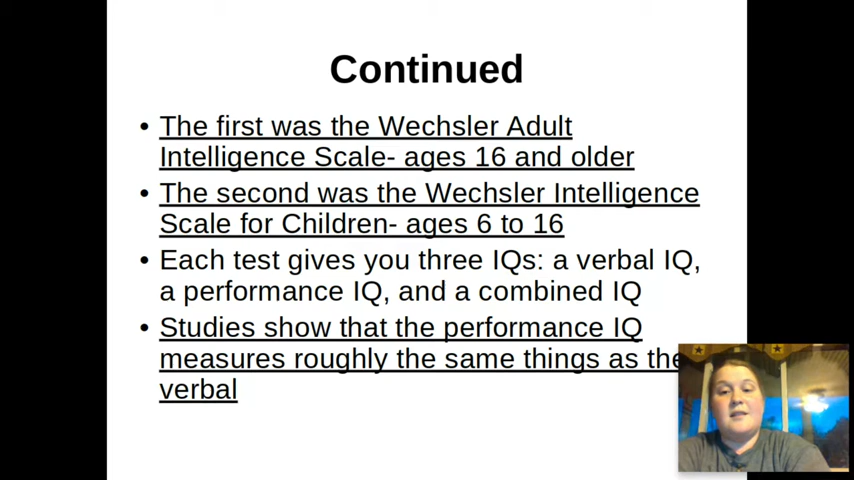 Continued
• The first was the Wechsler Adult
Intelligence Scale- ages 16 and older
• The second was the Wechsler Intelligence
Scale for Children- ages 6 to 16
• Each test gives you three IQs: a verbal IQ,
a performance IQ, and a combined IQ
• Studies show that the performance IQ
measures roughly the same things as the
verbal